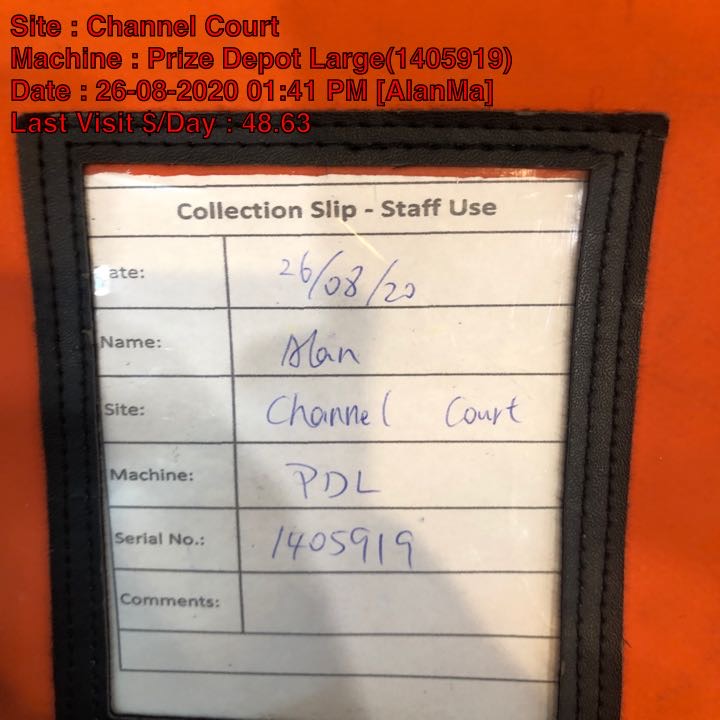 Site : Channel Court
Machine : Prize Depot Large(1405919)
Date : 26-08-2020 01:41 PM [AlanMa]
Last Visit $/Day : 48.63
Collection Slip - Staff Use
ate: 26/08/20
Name: Alan
Site: Channel Court
Machine: PDL
Serial No.: 1405919
Comments: